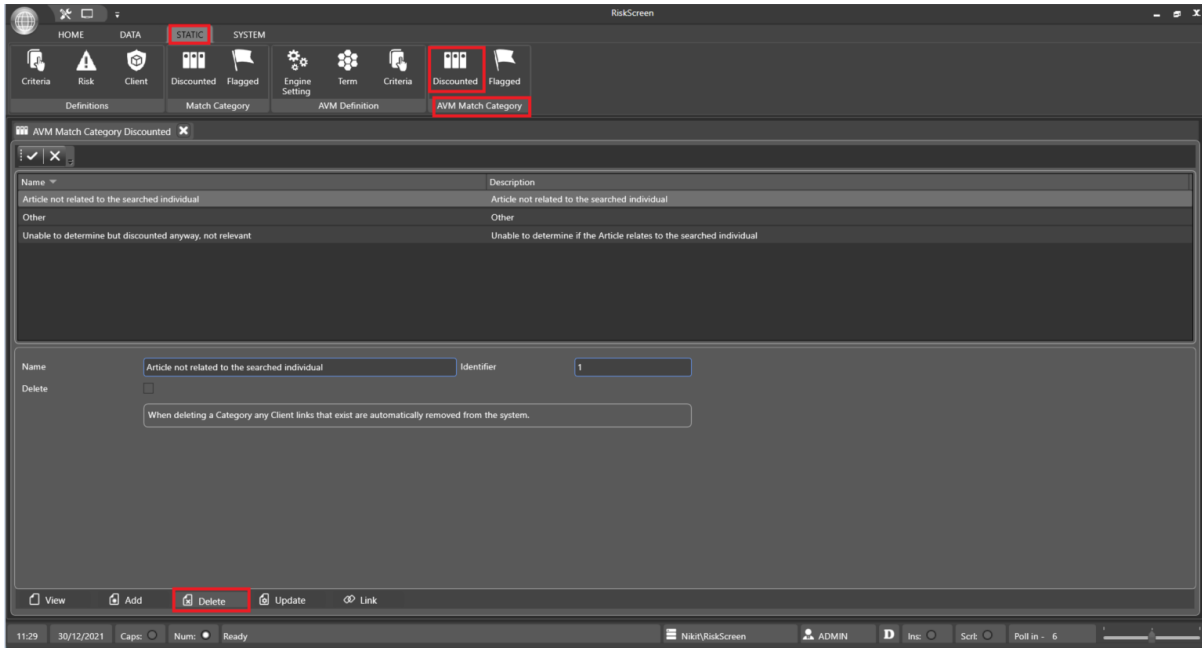 RiskScreen
HOME DATA STATIC SYSTEM
Criteria Risk Client Discounted Flagged Engine Setting Term Criteria Discounted Flagged
Definitions Match Category AVM Definition AVM Match Category
AVM Match Category Discounted
Name Description
Article not related to the searched individual Article not related to the searched individual
Other Other
Unable to determine but discounted anyway, not relevant Unable to determine if the Article relates to the searched individual
Name Article not related to the searched individual Identifier 1
Delete
When deleting a Category any Client links that exist are automatically removed from the system.
View Add Delete Update Link
11:29 30/12/2021 Caps: Num: Ready Nikit\RiskScreen ADMIN D Ins: Scrl: Poll in - 6